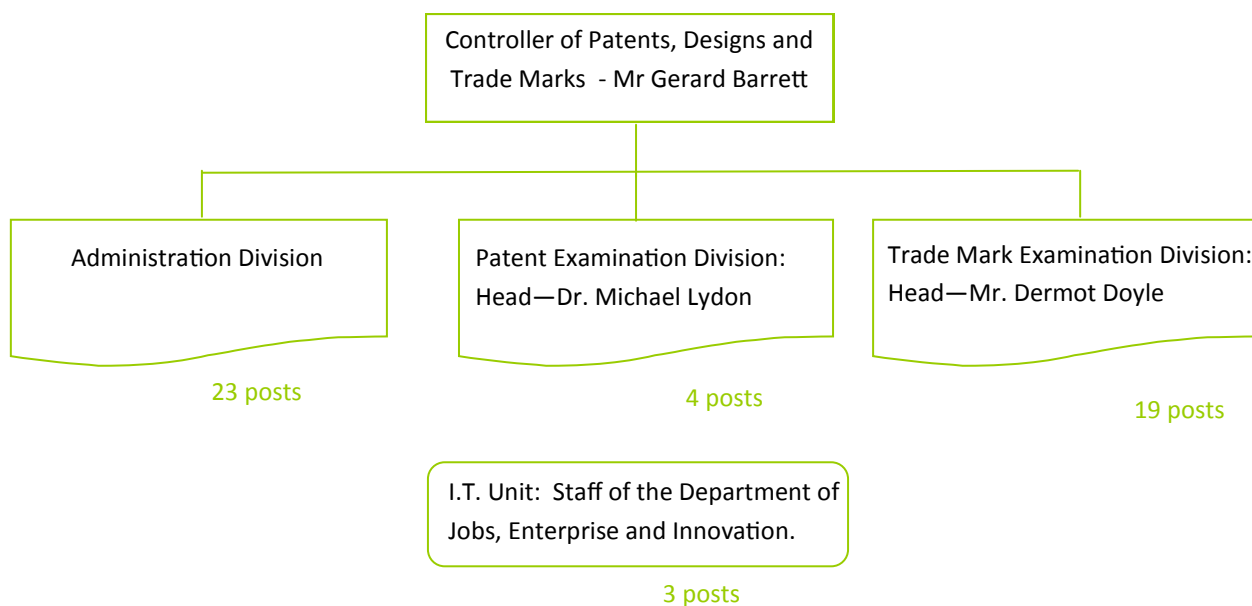 Controller of Patents, Designs and
Trade Marks - Mr Gerard Barrett
Administration Division
23 posts
Patent Examination Division:
Head—Dr. Michael Lydon
4 posts
Trade Mark Examination Division:
Head—Mr. Dermot Doyle
19 posts
I.T. Unit: Staff of the Department of
Jobs, Enterprise and Innovation.
3 posts